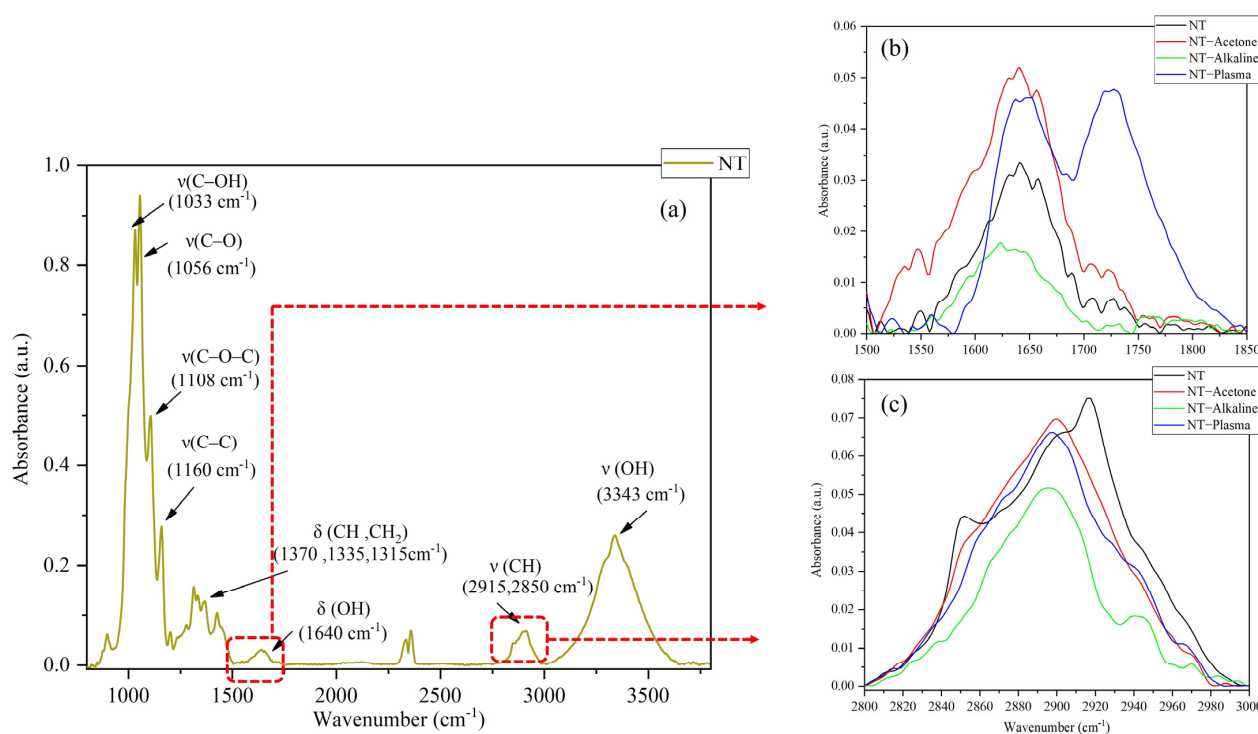 NT
(a)
ν(C–OH)
(1033 cm⁻¹)
ν(C–O)
(1056 cm⁻¹)
ν(C–O–C)
(1108 cm⁻¹)
ν(C–C)
(1160 cm⁻¹)
δ (CH ,CH₂)
(1370 ,1335,1315cm⁻¹)
δ (OH)
(1640 cm⁻¹)
ν (CH)
(2915,2850 cm⁻¹)
ν (OH)
(3343 cm⁻¹)
1.0
0.8
0.6
0.4
0.2
0.0
Absorbance (a.u.)
1000 1500 2000 2500 3000 3500
Wavenumber (cm⁻¹)
(b)
NT
NT−Acetone
NT−Alkaline
NT−Plasma
0.06
0.05
0.04
0.03
0.02
0.01
0.00
Absorbance (a.u.)
1500 1550 1600 1650 1700 1750 1800 1850
(c)
NT
NT−Acetone
NT−Alkaline
NT−Plasma
0.08
0.07
0.06
0.05
0.04
0.03
0.02
0.01
0.00
Absorbance (a.u.)
2800 2820 2840 2860 2880 2900 2920 2940 2960 2980 3000
Wavenumber (cm⁻¹)